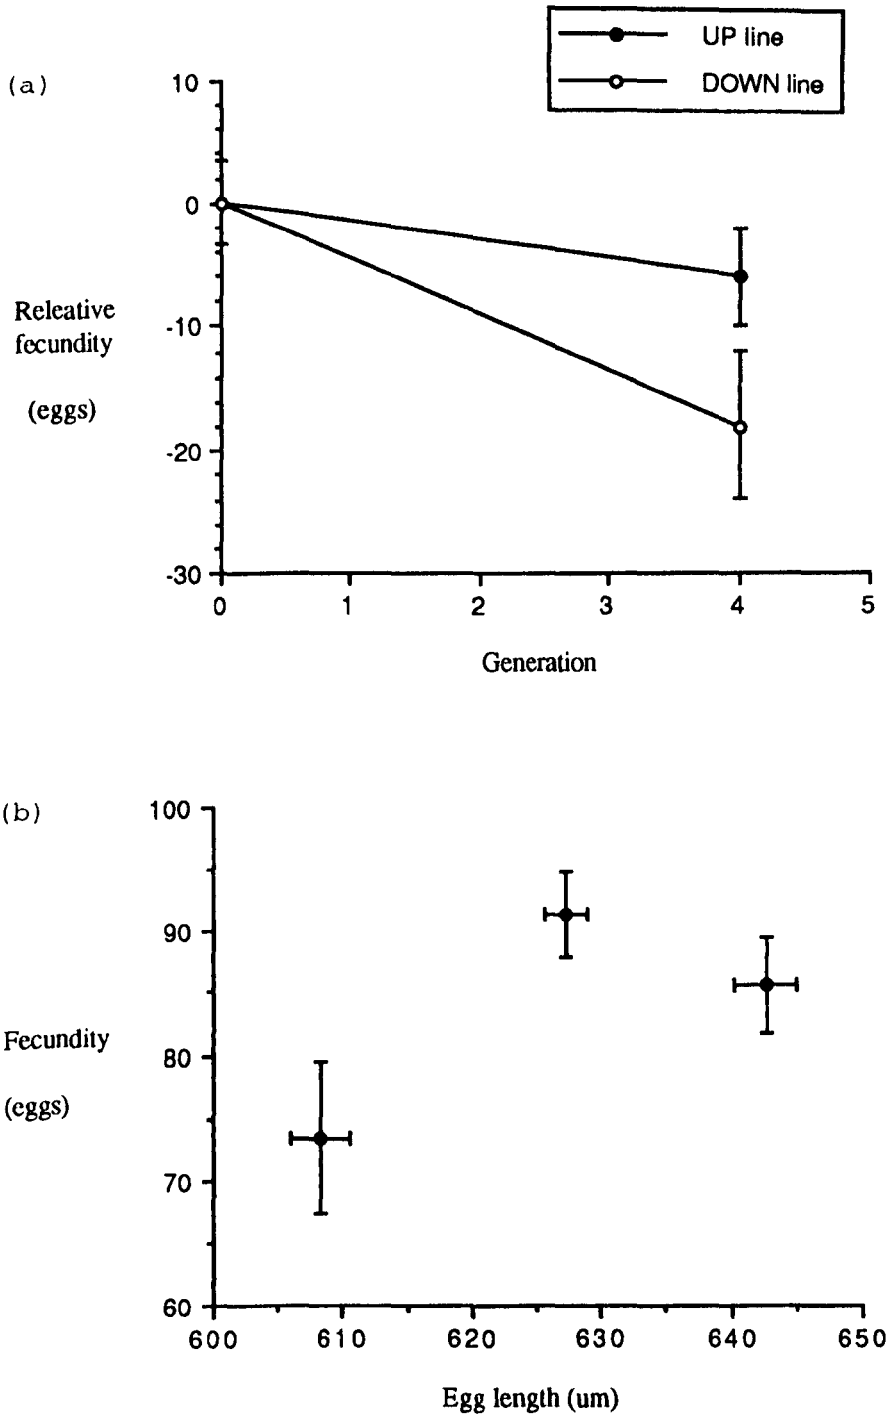 UP line
DOWN line
(a)
10
0
-10
-20
-30
Releative
fecundity
(eggs)
0 1 2 3 4 5
Generation
(b)
100
90
80
70
60
Fecundity
(eggs)
600 610 620 630 640 650
Egg length (um)